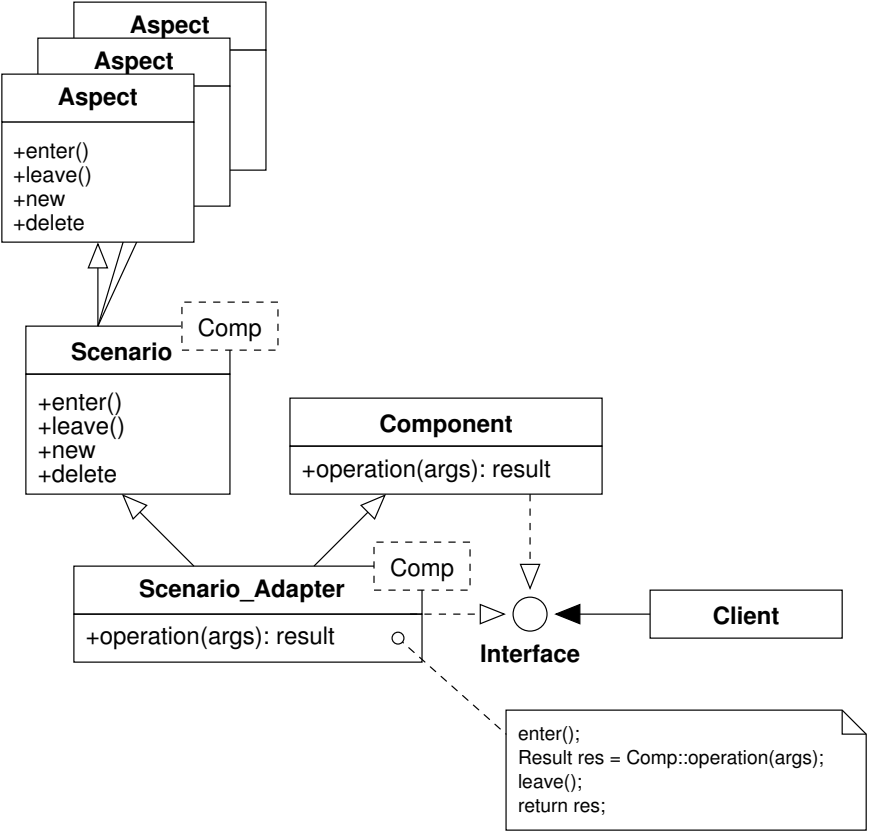 Aspect
Aspect
Aspect
+enter()
+leave()
+new
+delete
Comp
Scenario
+enter()
+leave()
+new
+delete
Component
+operation(args): result
Comp
Scenario_Adapter
+operation(args): result
Client
Interface
enter();
Result res = Comp::operation(args);
leave();
return res;